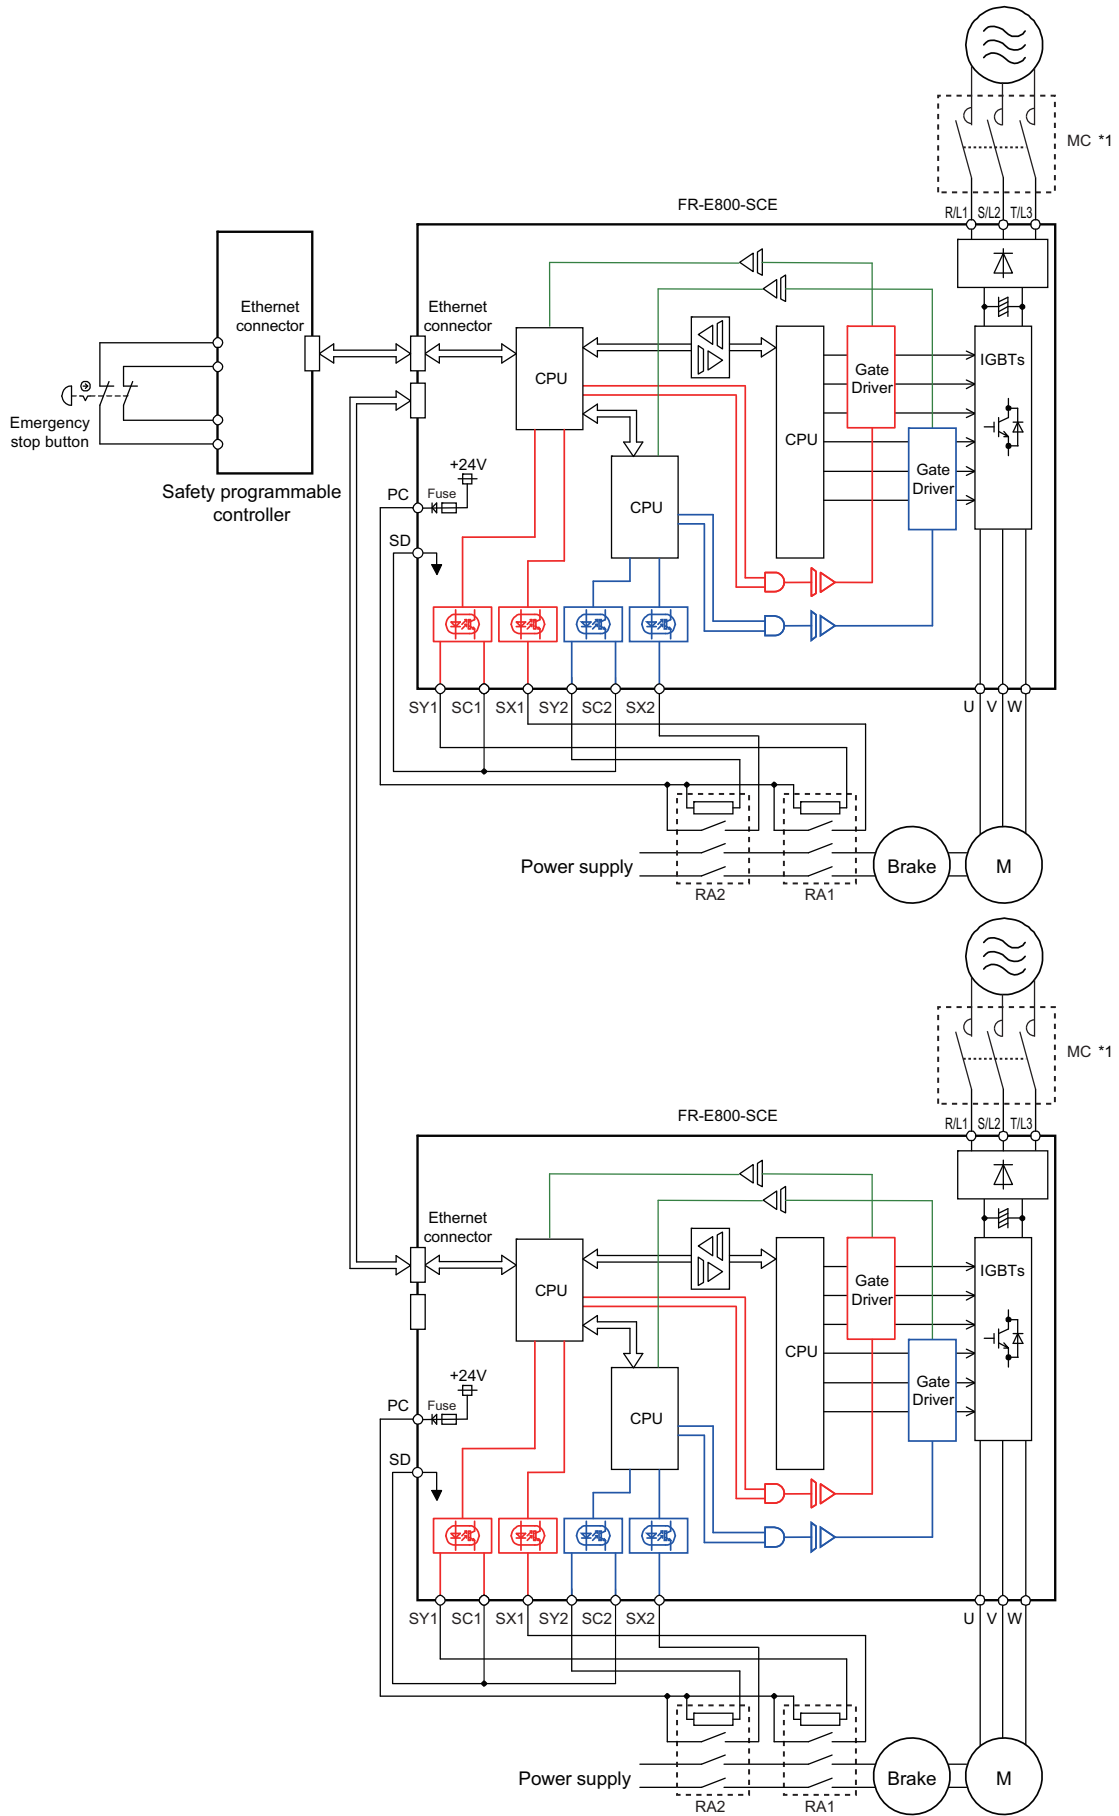 MC *1
FR-E800-SCE
R/L1 S/L2 T/L3
Ethernet
connector
Ethernet
connector
CPU
IGBTs
Gate
Driver
CPU
Gate
Driver
CPU
Emergency
stop button
Safety programmable
controller
+24V
PC
Fuse
SD
SY1 SC1 SX1 SY2 SC2 SX2
U V W
Power supply
Brake
M
RA2
RA1
MC *1
FR-E800-SCE
R/L1 S/L2 T/L3
Ethernet
connector
CPU
IGBTs
Gate
Driver
CPU
Gate
Driver
CPU
+24V
PC
Fuse
SD
SY1 SC1 SX1 SY2 SC2 SX2
U V W
Power supply
Brake
M
RA2
RA1